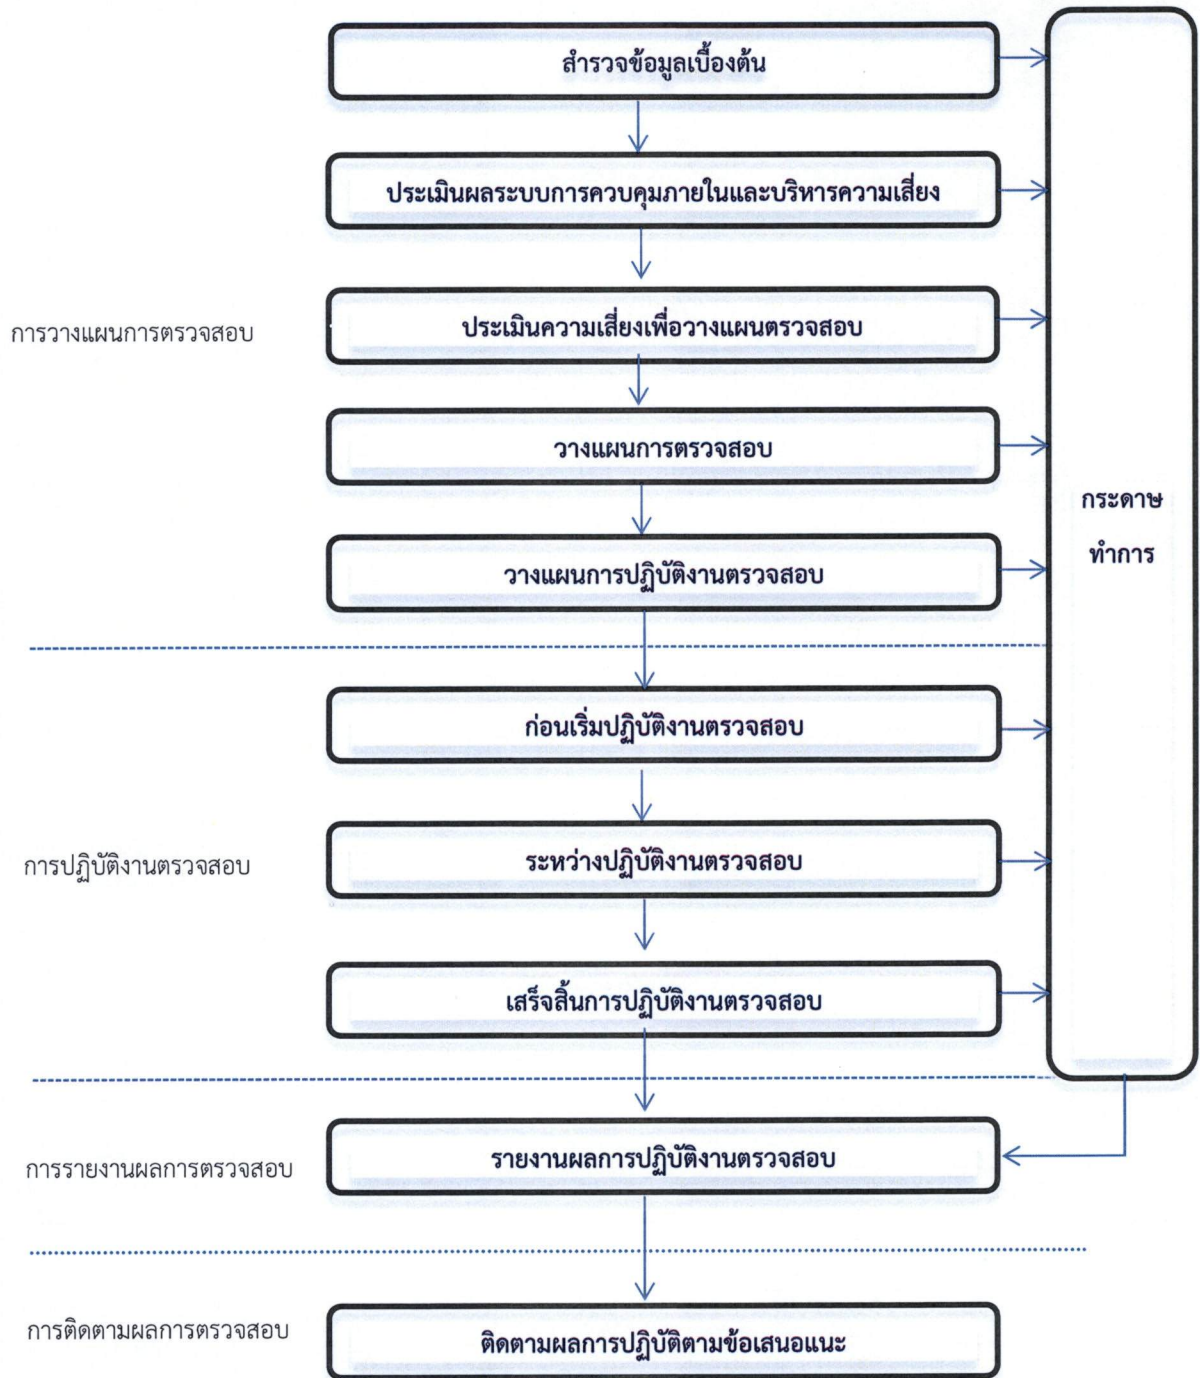 สำรวจข้อมูลเบื้องต้น
ประเมินผลระบบการควบคุมภายในและบริหารความเสี่ยง
การวางแผนการตรวจสอบ
ประเมินความเสี่ยงเพื่อวางแผนตรวจสอบ
วางแผนการตรวจสอบ
วางแผนการปฏิบัติงานตรวจสอบ
กระดาษ
ทำการ
ก่อนเริ่มปฏิบัติงานตรวจสอบ
การปฏิบัติงานตรวจสอบ
ระหว่างปฏิบัติงานตรวจสอบ
เสร็จสิ้นการปฏิบัติงานตรวจสอบ
การรายงานผลการตรวจสอบ
รายงานผลการปฏิบัติงานตรวจสอบ
การติดตามผลการตรวจสอบ
ติดตามผลการปฏิบัติตามข้อเสนอแนะ